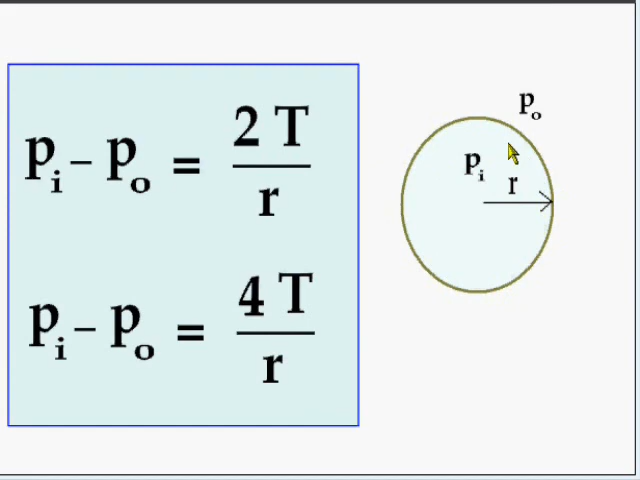 pᵢ – pₒ = 2 T / r
pᵢ – pₒ = 4 T / r
pₒ
pᵢ
r